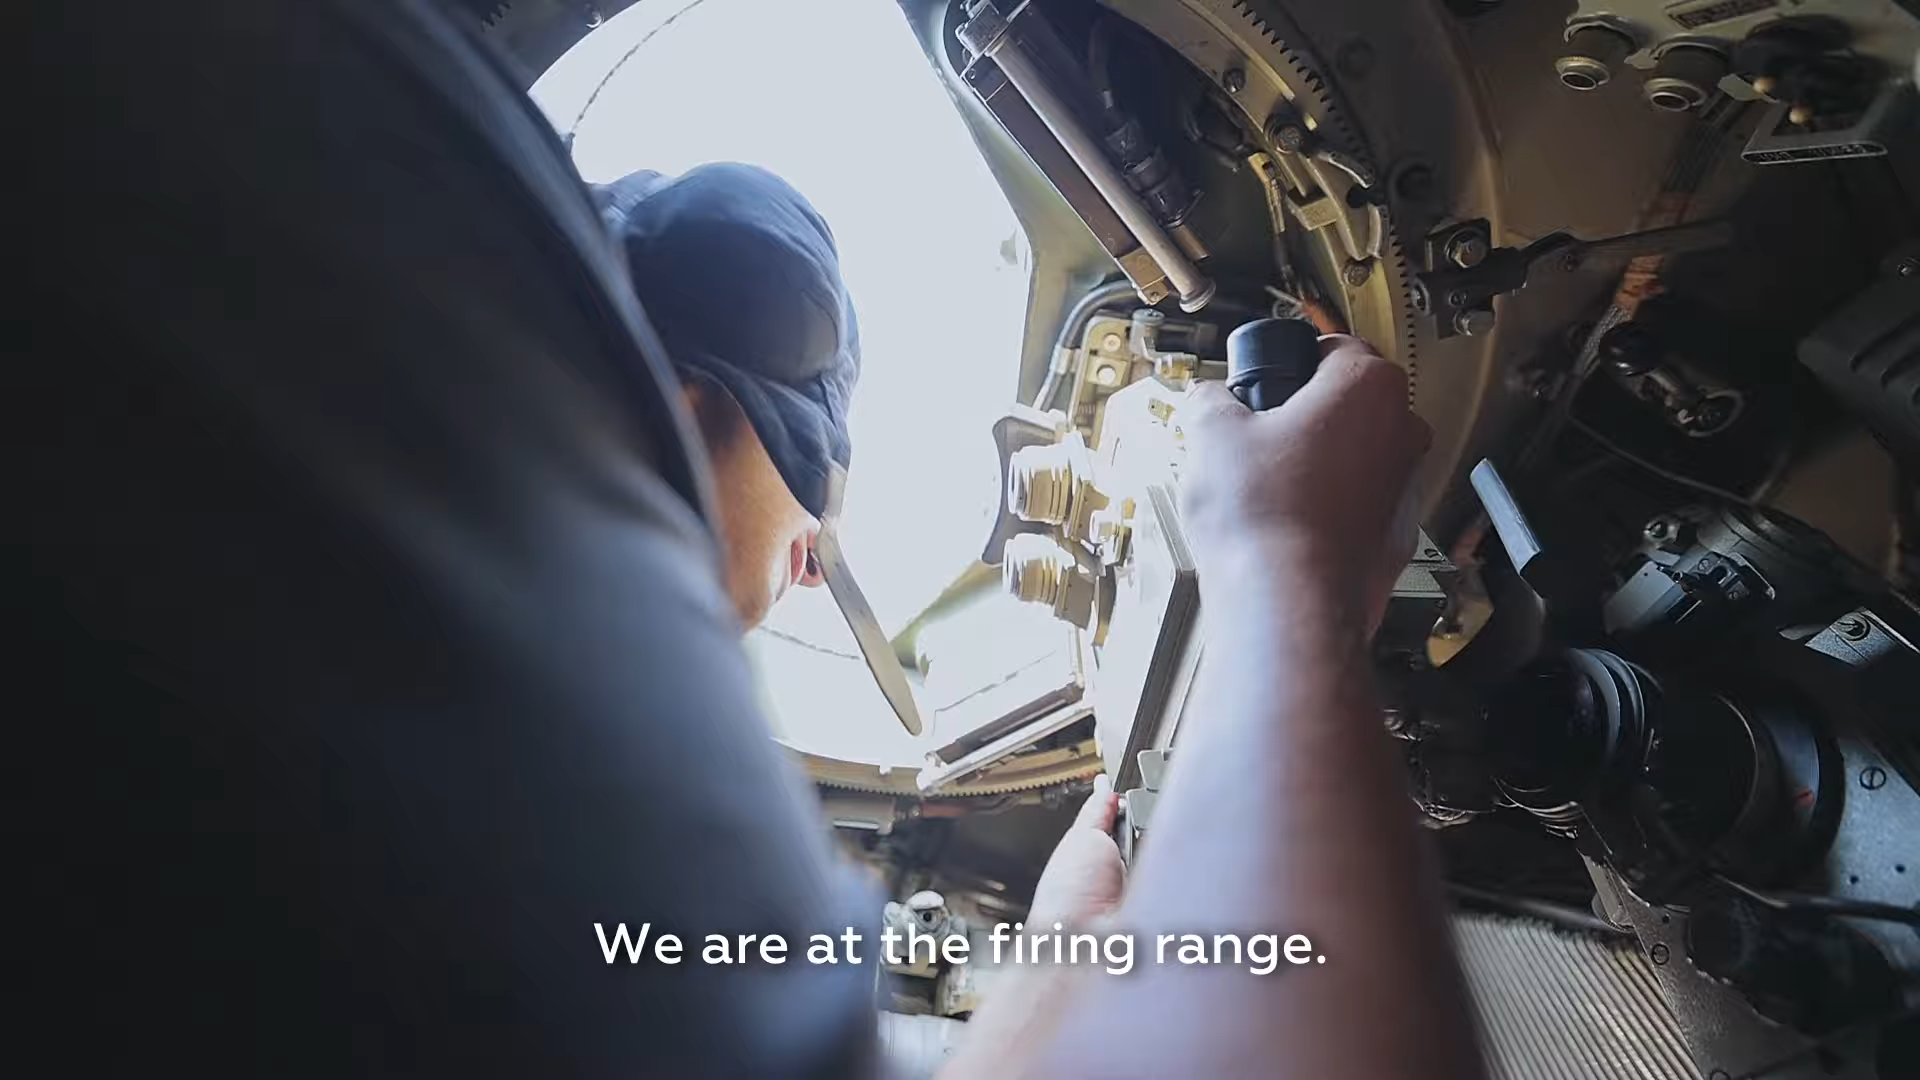 We are at the firing range.